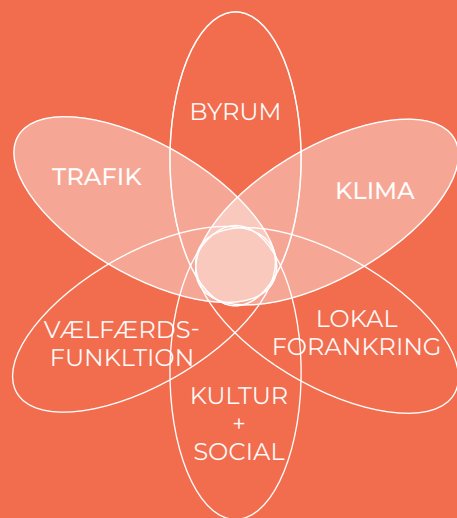 BYRUM
TRAFIK
KLIMA
VÆLFÆRDS-
FUNKLTION
LOKAL
FORANKRING
KULTUR
+
SOCIAL